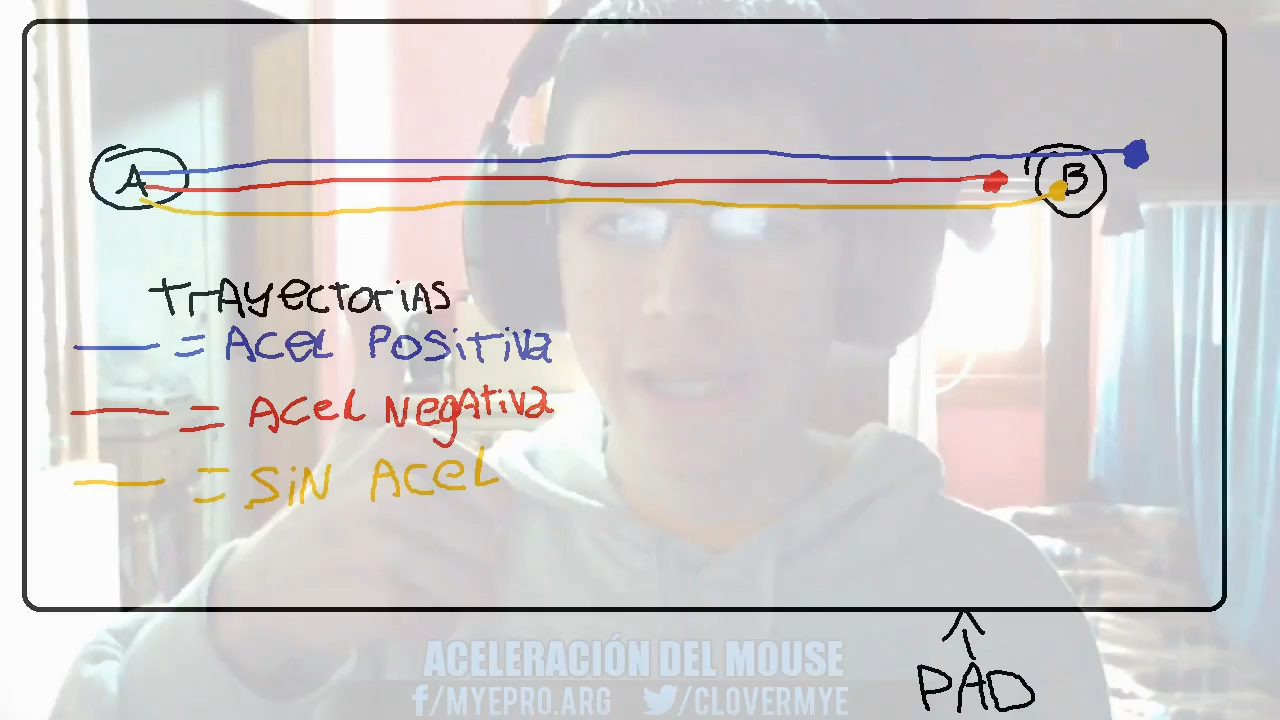 A
B
TrAyectoriAS
= Acel Positiva
= Acel NegAtiva
= SiN Acel
ACELERACIÓN DEL MOUSE
f/MYEPRO.ARG /CLOVERMYE
PAD